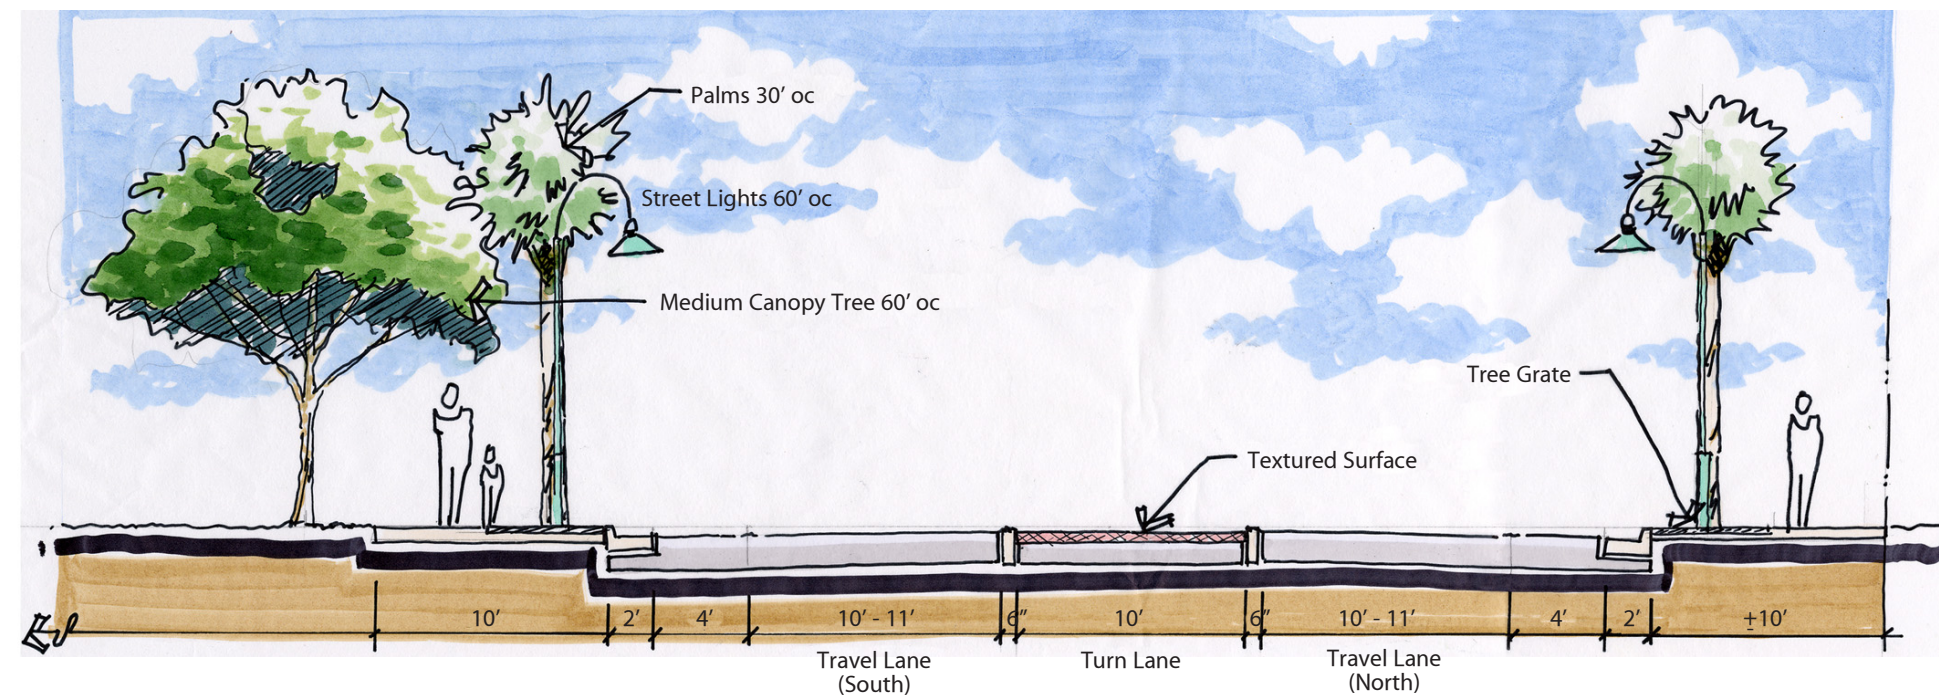 Palms 30’ oc
Street Lights 60’ oc
Medium Canopy Tree 60’ oc
Tree Grate
Textured Surface
10’
2’
4’
10’ - 11’
6”
10’
6”
10’ - 11’
4’
2’
±10’
Travel Lane
(South)
Turn Lane
Travel Lane
(North)